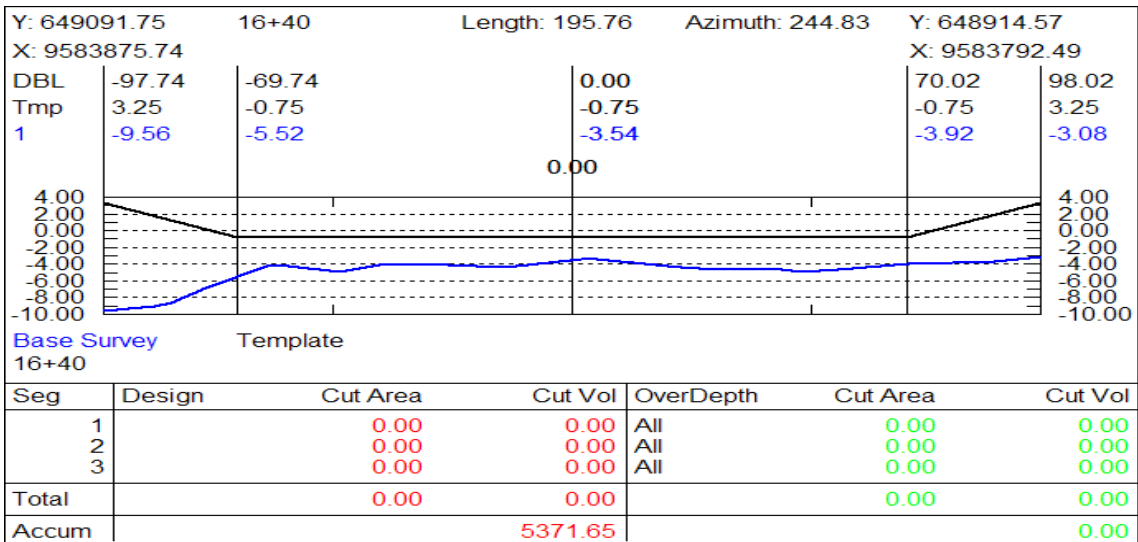 Y: 649091.75 16+40 Length: 195.76 Azimuth: 244.83 Y: 648914.57
X: 9583875.74 X: 9583792.49
DBL -97.74 -69.74 0.00 70.02 98.02
Tmp 3.25 -0.75 -0.75 -0.75 3.25
1 -9.56 -5.52 -3.54 -3.92 -3.08
0.00
4.00 4.00
2.00 2.00
0.00 0.00
-2.00 -2.00
-4.00 -4.00
-6.00 -6.00
-8.00 -8.00
-10.00 -10.00
Base Survey Template
16+40
Seg Design Cut Area Cut Vol OverDepth Cut Area Cut Vol
1 0.00 0.00 All 0.00 0.00
2 0.00 0.00 All 0.00 0.00
3 0.00 0.00 All 0.00 0.00
Total 0.00 0.00 0.00 0.00
Accum 5371.65 0.00